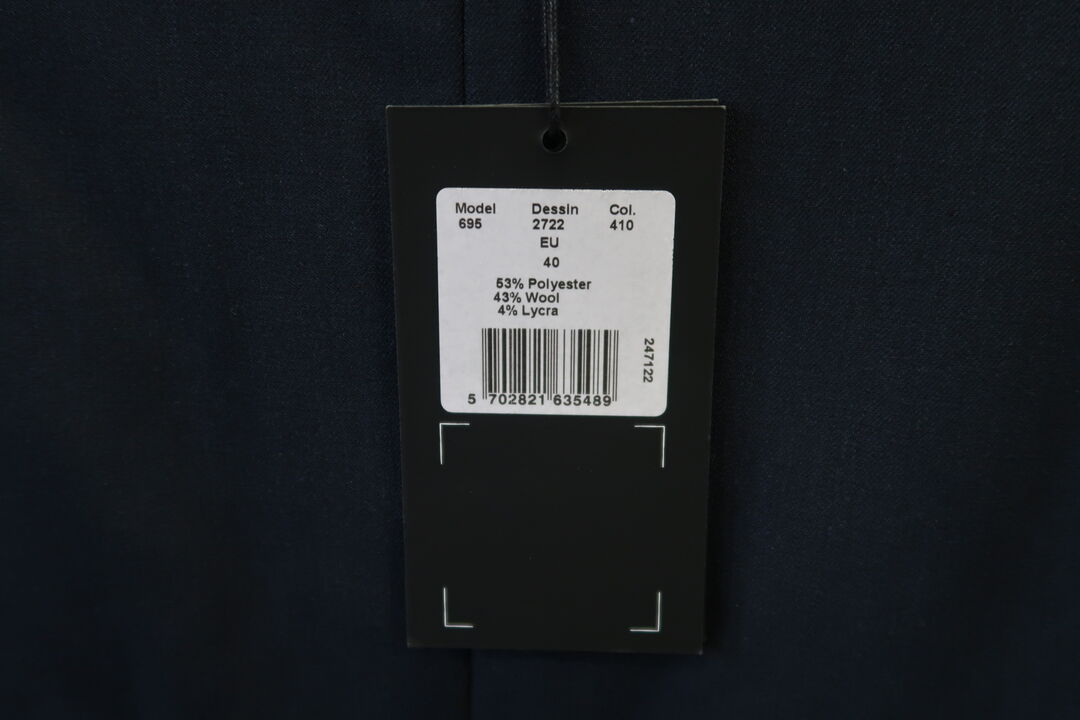 Model Dessin Col.
695 2722 410
EU
40
53% Polyester
43% Wool
4% Lycra
247122
5 702821 635489